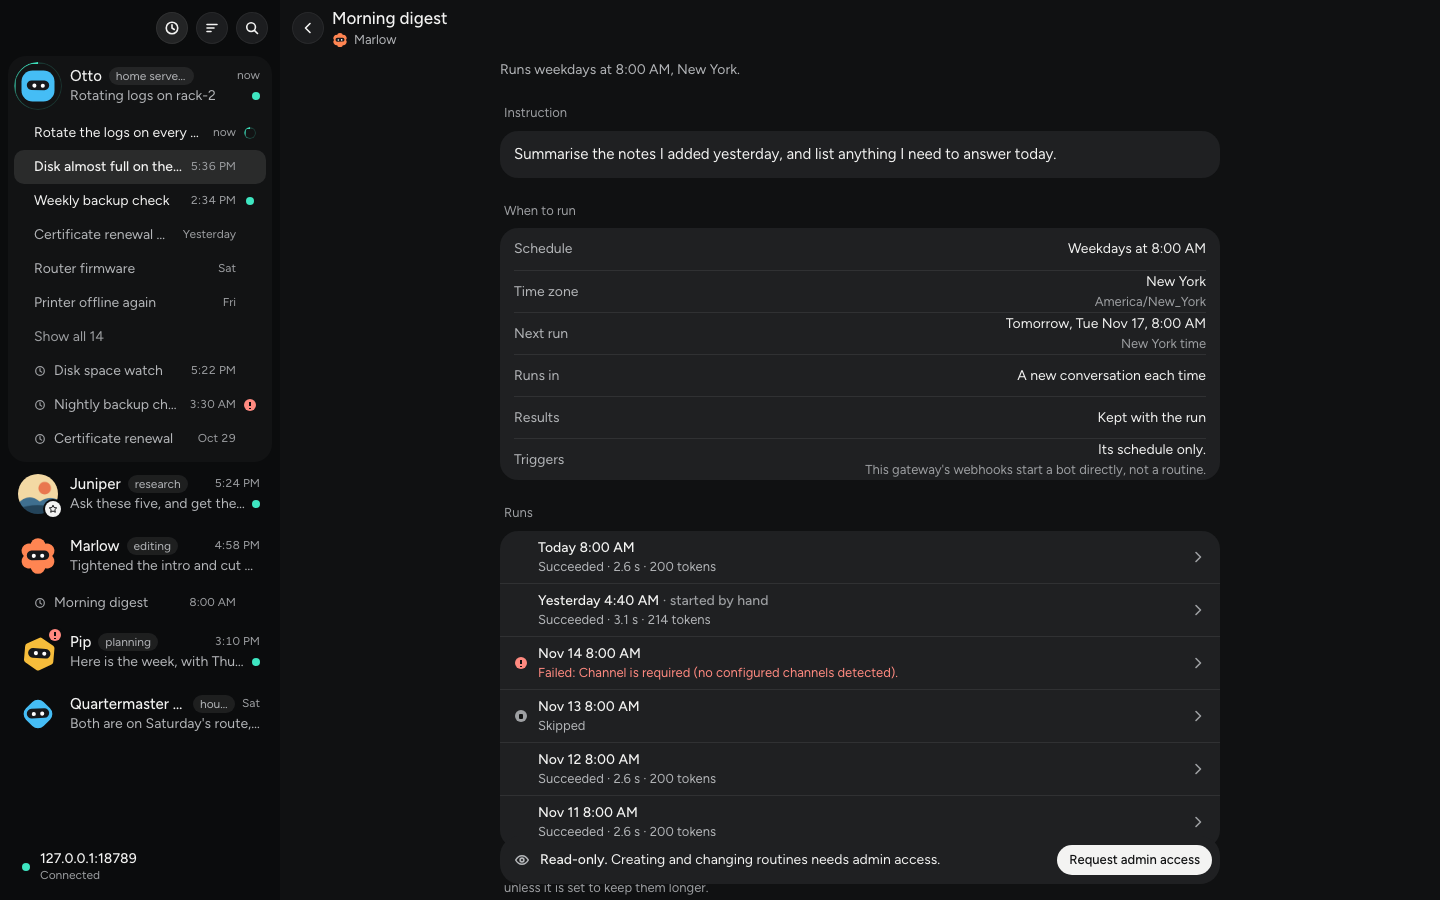 Otto home serve... now
Rotating logs on rack-2
Rotate the logs on every ... now
Disk almost full on the... 5:36 PM
Weekly backup check 2:34 PM
Certificate renewal ... Yesterday
Router firmware Sat
Printer offline again Fri
Show all 14
Disk space watch 5:22 PM
Nightly backup ch... 3:30 AM
Certificate renewal Oct 29
Juniper research 5:24 PM
Ask these five, and get the...
Marlow editing 4:58 PM
Tightened the intro and cut ...
Morning digest 8:00 AM
Pip planning 3:10 PM
Here is the week, with Thu...
Quartermaster ... hou... Sat
Both are on Saturday's route,...
127.0.0.1:18789
Connected
Morning digest
Marlow
Runs weekdays at 8:00 AM, New York.
Instruction
Summarise the notes I added yesterday, and list anything I need to answer today.
When to run
Schedule Weekdays at 8:00 AM
Time zone New York
America/New_York
Next run Tomorrow, Tue Nov 17, 8:00 AM
New York time
Runs in A new conversation each time
Results Kept with the run
Triggers Its schedule only.
This gateway's webhooks start a bot directly, not a routine.
Runs
Today 8:00 AM
Succeeded · 2.6 s · 200 tokens
Yesterday 4:40 AM · started by hand
Succeeded · 3.1 s · 214 tokens
Nov 14 8:00 AM
Failed: Channel is required (no configured channels detected).
Nov 13 8:00 AM
Skipped
Nov 12 8:00 AM
Succeeded · 2.6 s · 200 tokens
Nov 11 8:00 AM
Succeeded · 2.6 s · 200 tokens
Read-only. Creating and changing routines needs admin access. Request admin access
unless it is set to keep them longer.